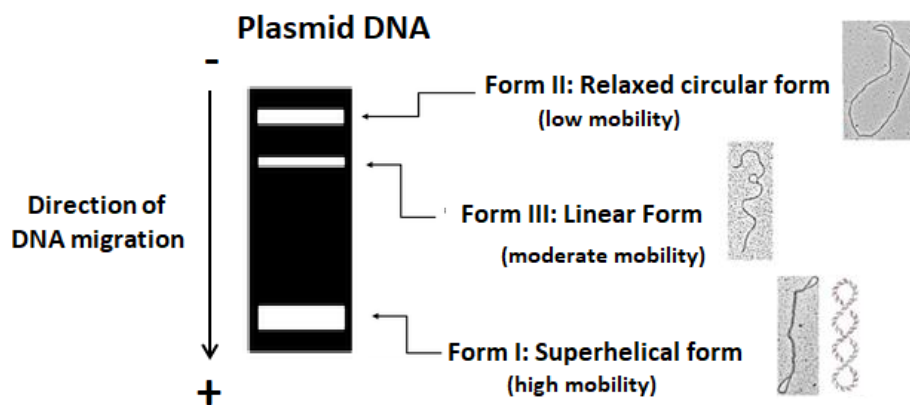 Plasmid DNA
-
Form II: Relaxed circular form
(low mobility)
Direction of
DNA migration
Form III: Linear Form
(moderate mobility)
Form I: Superhelical form
(high mobility)
+